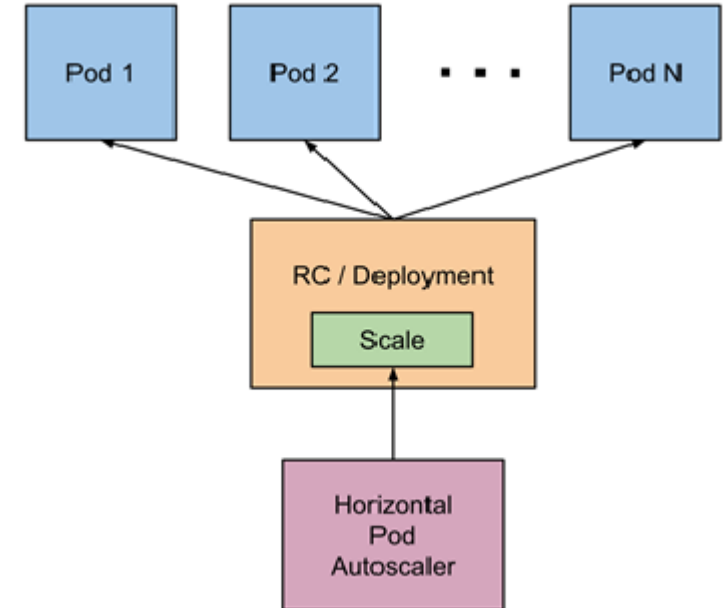 Pod 1
Pod 2
Pod N
RC / Deployment
Scale
Horizontal
Pod
Autoscaler